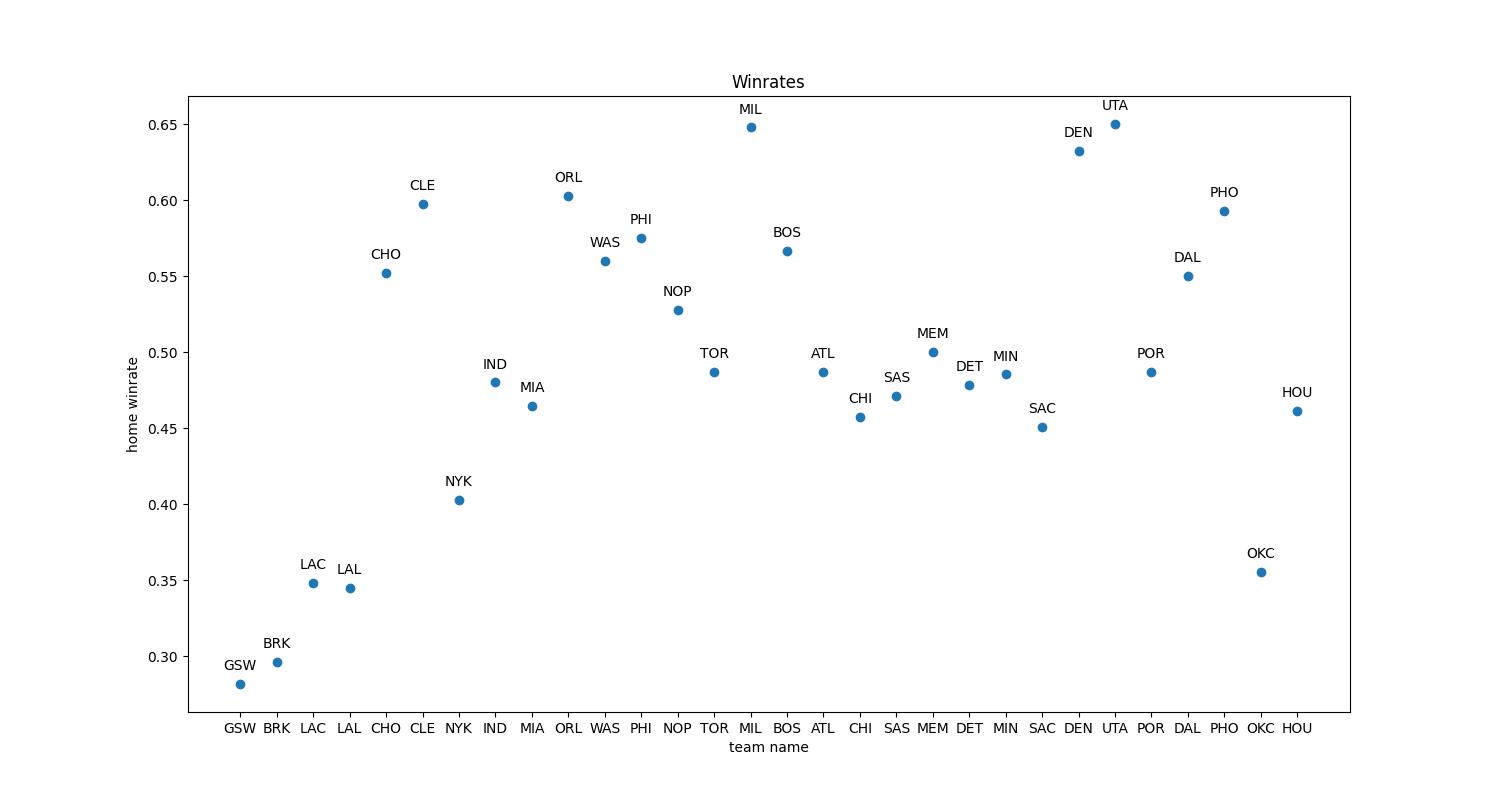 Winrates
0.65
0.60
0.55
0.50
0.45
0.40
0.35
0.30
home winrate
UTA
MIL
DEN
ORL
CLE
PHO
PHI
BOS
WAS
CHO
DAL
NOP
MEM
TOR
ATL
POR
MIN
IND
DET
SAS
MIA
HOU
CHI
SAC
NYK
OKC
LAC
LAL
BRK
GSW
GSW BRK LAC LAL CHO CLE NYK IND MIA ORL WAS PHI NOP TOR MIL BOS ATL CHI SAS MEM DET MIN SAC DEN UTA POR DAL PHO OKC HOU
team name